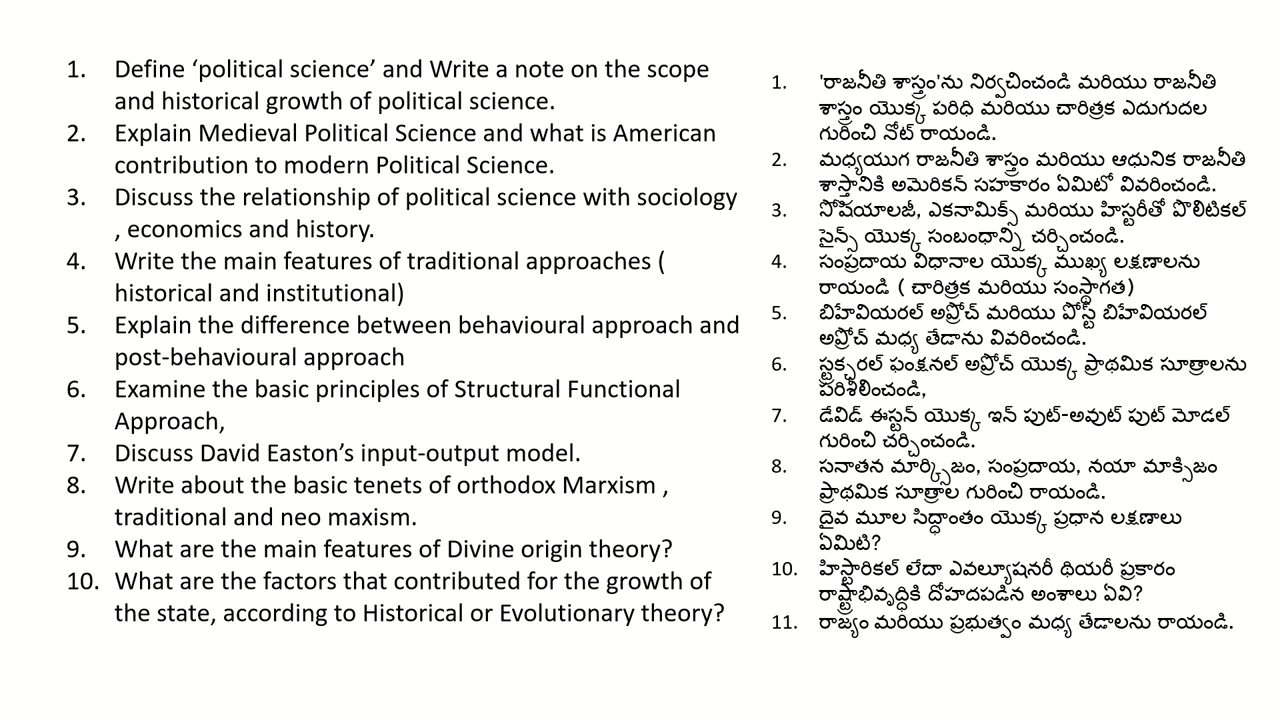 1. Define ‘political science’ and Write a note on the scope
and historical growth of political science.
2. Explain Medieval Political Science and what is American
contribution to modern Political Science.
3. Discuss the relationship of political science with sociology
, economics and history.
4. Write the main features of traditional approaches (
historical and institutional)
5. Explain the difference between behavioural approach and
post-behavioural approach
6. Examine the basic principles of Structural Functional
Approach,
7. Discuss David Easton’s input-output model.
8. Write about the basic tenets of orthodox Marxism ,
traditional and neo maxism.
9. What are the main features of Divine origin theory?
10. What are the factors that contributed for the growth of
the state, according to Historical or Evolutionary theory?
1. 'రాజనీతి శాస్త్రం'ను నిర్వచించండి మరియు రాజనీతి
శాస్త్రం యొక్క పరిధి మరియు చారిత్రక ఎదుగుదల
గురించి నోట్ రాయండి.
2. మధ్యయుగ రాజనీతి శాస్త్రం మరియు ఆధునిక రాజనీతి
శాస్త్రానికి అమెరికన్ సహకారం ఏమిటో వివరించండి.
3. సోషియాలజీ, ఎకనామిక్స్ మరియు హిస్టరీతో పొలిటికల్
సైన్స్ యొక్క సంబంధాన్ని చర్చించండి.
4. సంప్రదాయ విధానాల యొక్క ముఖ్య లక్షణాలను
రాయండి ( చారిత్రక మరియు సంస్థాగత)
5. బిహేవియరల్ అప్రోచ్ మరియు పోస్ట్ బిహేవియరల్
అప్రోచ్ మధ్య తేడాను వివరించండి.
6. స్ట్రక్చరల్ ఫంక్షనల్ అప్రోచ్ యొక్క ప్రాథమిక సూత్రాలను
పరిశీలించండి,
7. డేవిడ్ ఈస్టన్ యొక్క ఇన్ పుట్-అవుట్ పుట్ మోడల్
గురించి చర్చించండి.
8. సనాతన మార్క్సిజం, సంప్రదాయ, నయా మాక్సిజం
ప్రాథమిక సూత్రాల గురించి రాయండి.
9. దైవ మూల సిద్ధాంతం యొక్క ప్రధాన లక్షణాలు
ఏమిటి?
10. హిస్టారికల్ లేదా ఎవల్యూషనరీ థియరీ ప్రకారం
రాష్ట్రాభివృద్ధికి దోహదపడిన అంశాలు ఏవి?
11. రాజ్యం మరియు ప్రభుత్వం మధ్య తేడాలను రాయండి.